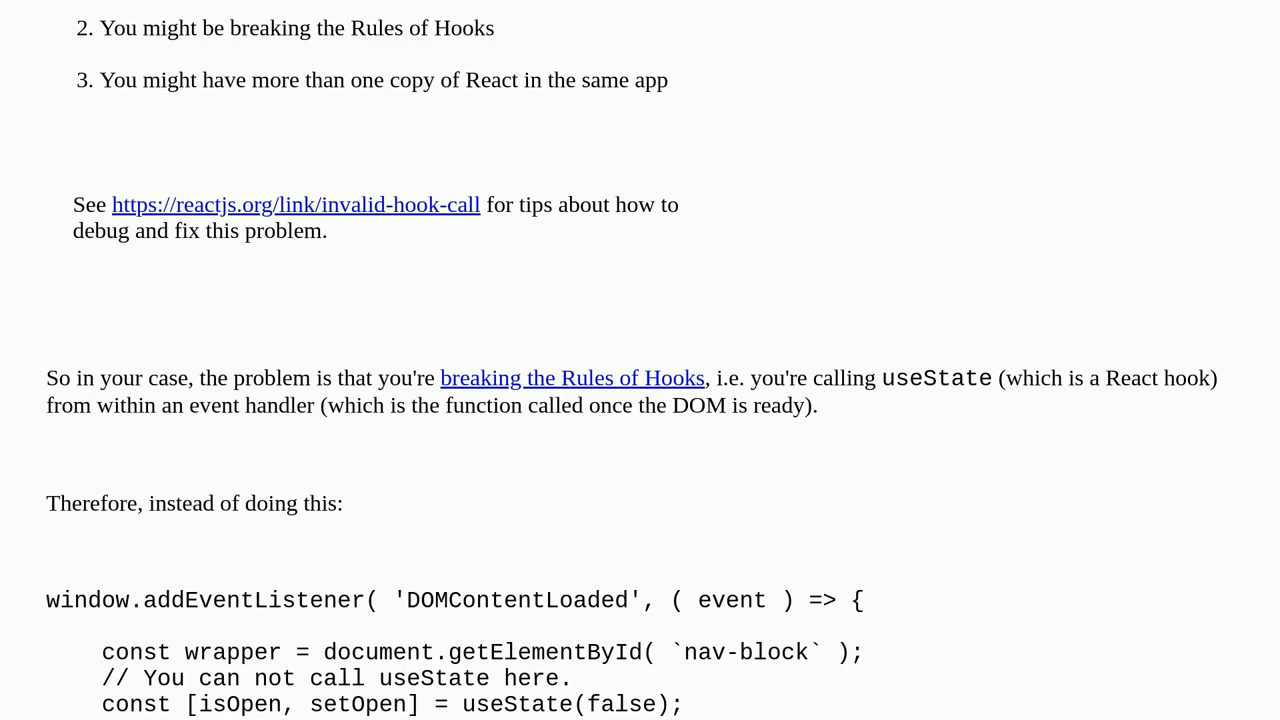 2. You might be breaking the Rules of Hooks
3. You might have more than one copy of React in the same app
See https://reactjs.org/link/invalid-hook-call for tips about how to
debug and fix this problem.
So in your case, the problem is that you're breaking the Rules of Hooks, i.e. you're calling useState (which is a React hook)
from within an event handler (which is the function called once the DOM is ready).
Therefore, instead of doing this:
window.addEventListener( 'DOMContentLoaded', ( event ) => {
    const wrapper = document.getElementById( `nav-block` );
    // You can not call useState here.
    const [isOpen, setOpen] = useState(false);